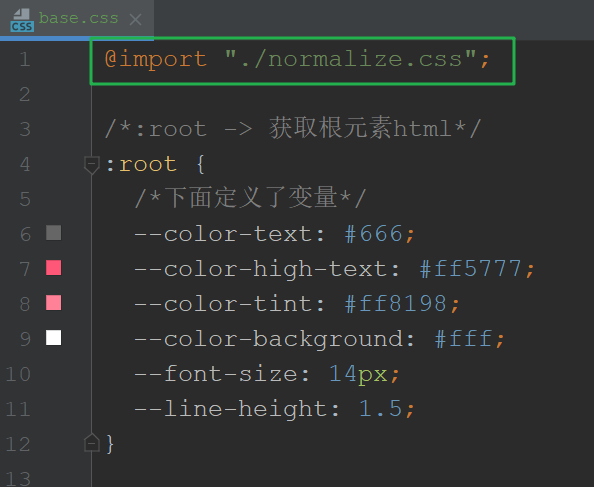 CSS base.css
1 @import "./normalize.css";
2
3 /*:root -> 获取根元素html*/
4 :root {
5 /*下面定义了变量*/
6 --color-text: #666;
7 --color-high-text: #ff5777;
8 --color-tint: #ff8198;
9 --color-background: #fff;
10 --font-size: 14px;
11 --line-height: 1.5;
12 }
13